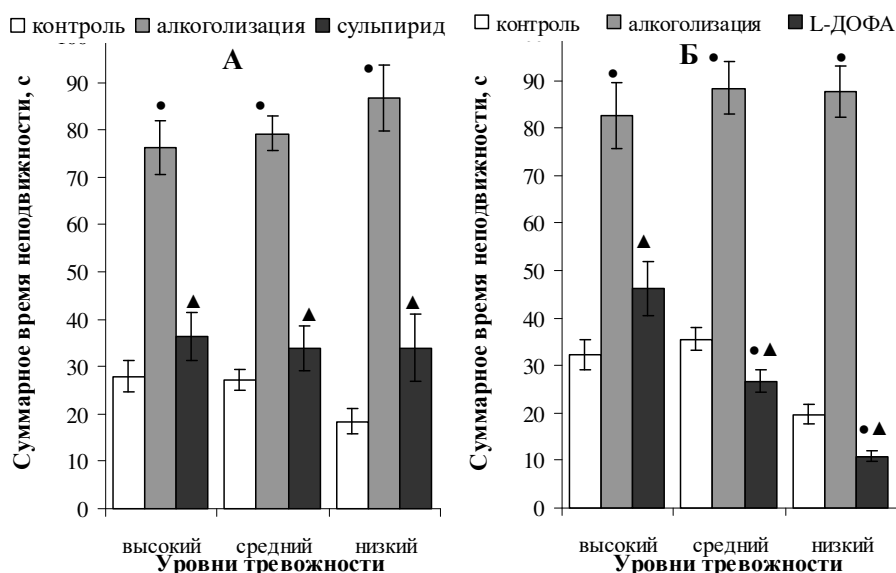 контроль алкоголизация сульпирид
А
Суммарное время неподвижности, с
90
80
70
60
50
40
30
20
10
0
высокий средний низкий
Уровни тревожности
контроль алкоголизация L-ДОФА
Б
Суммарное время неподвижности, с
90
80
70
60
50
40
30
20
10
0
высокий средний низкий
Уровни тревожности